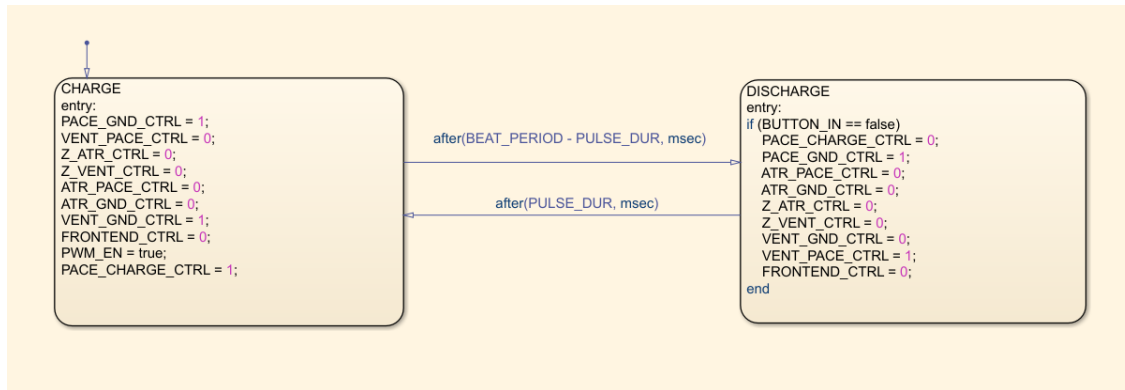 CHARGE
entry:
PACE_GND_CTRL = 1;
VENT_PACE_CTRL = 0;
Z_ATR_CTRL = 0;
Z_VENT_CTRL = 0;
ATR_PACE_CTRL = 0;
ATR_GND_CTRL = 0;
VENT_GND_CTRL = 1;
FRONTEND_CTRL = 0;
PWM_EN = true;
PACE_CHARGE_CTRL = 1;
after(BEAT_PERIOD - PULSE_DUR, msec)
after(PULSE_DUR, msec)
DISCHARGE
entry:
if (BUTTON_IN == false)
PACE_CHARGE_CTRL = 0;
PACE_GND_CTRL = 1;
ATR_PACE_CTRL = 0;
ATR_GND_CTRL = 0;
Z_ATR_CTRL = 0;
Z_VENT_CTRL = 0;
VENT_GND_CTRL = 0;
VENT_PACE_CTRL = 1;
FRONTEND_CTRL = 0;
end